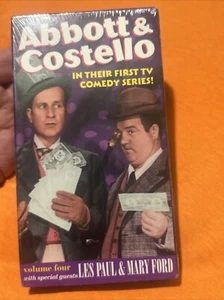 Abbott &
Costello
IN THEIR FIRST TV
COMEDY SERIES!
volume four
with special guests LES PAUL & MARY FORD